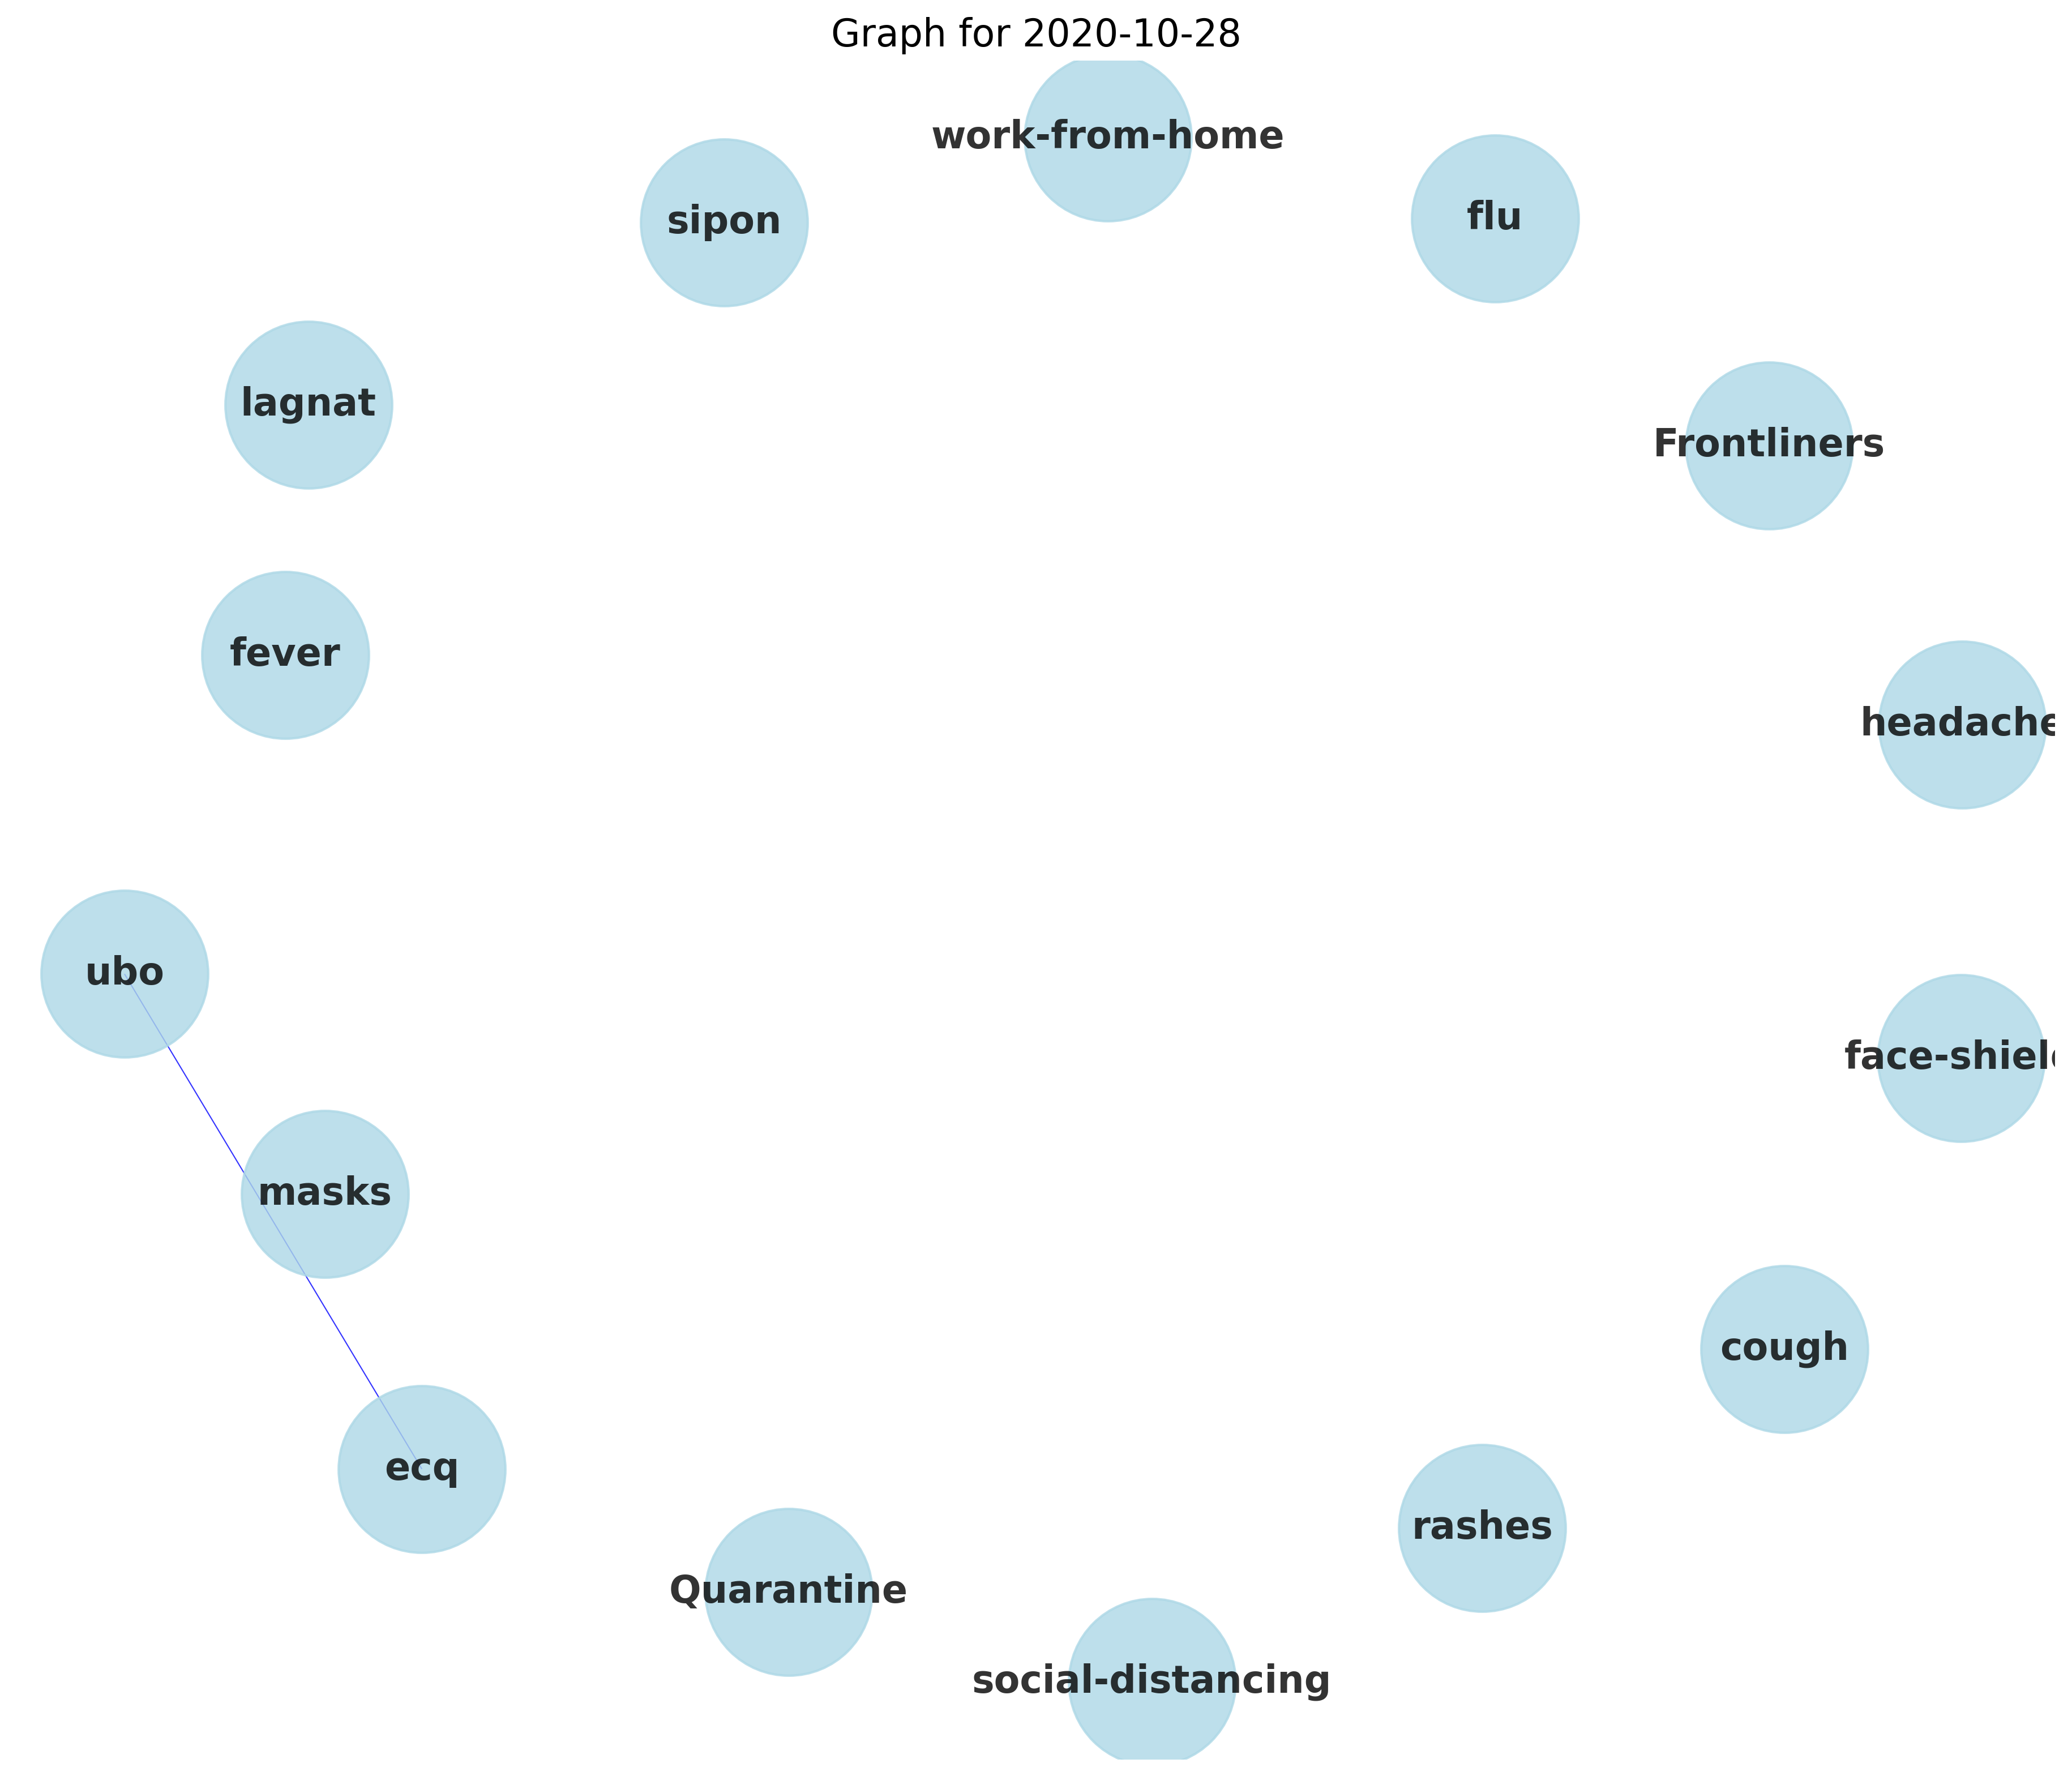 Graph for 2020-10-28
work-from-home
sipon
flu
lagnat
Frontliners
fever
headache
ubo
face-shiel
masks
cough
ecq
rashes
Quarantine
social-distancing